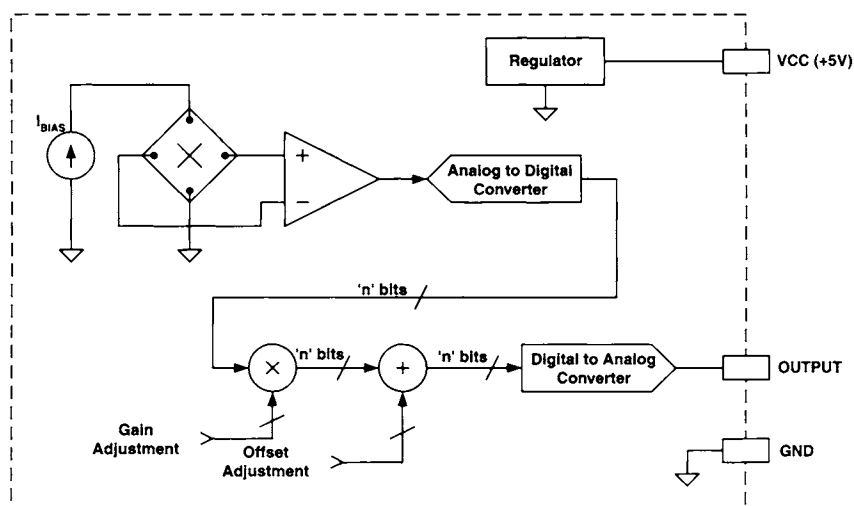 Regulator
VCC (+5V)
I BIAS
+
−
Analog to Digital
Converter
'n' bits
'n' bits
'n' bits
×
+
Digital to Analog
Converter
OUTPUT
Gain
Adjustment
Offset
Adjustment
GND